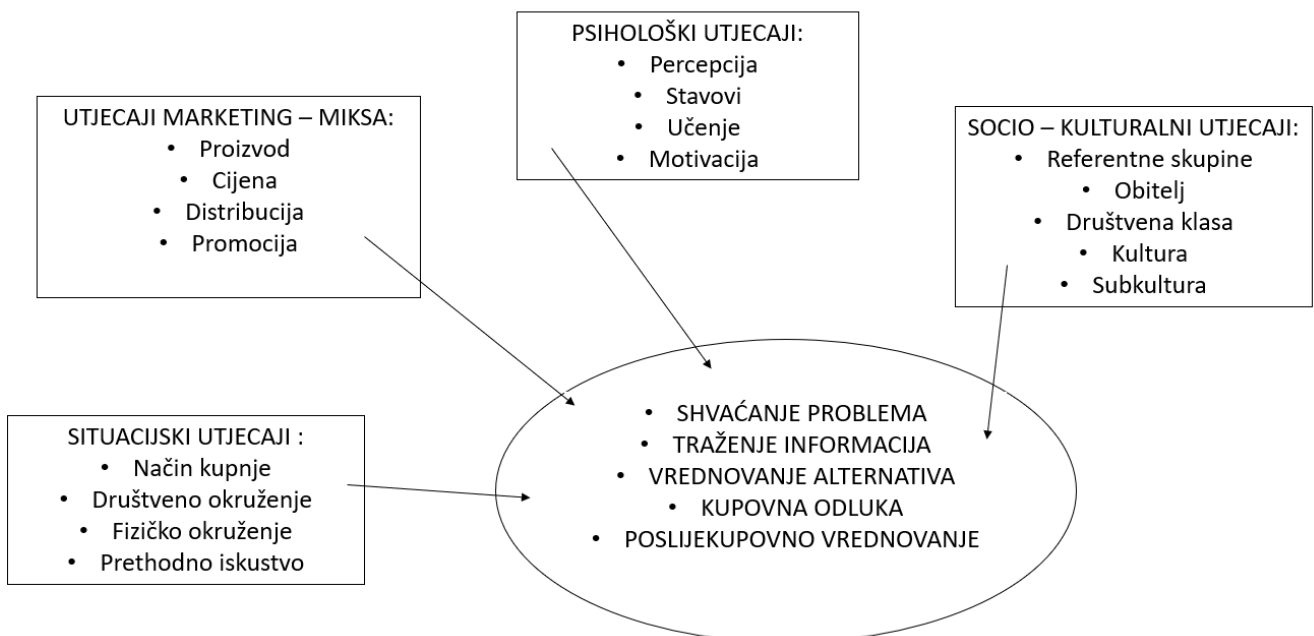 PSIHOLOŠKI UTJECAJI:
• Percepcija
• Stavovi
• Učenje
• Motivacija
UTJECAJI MARKETING – MIKSA:
• Proizvod
• Cijena
• Distribucija
• Promocija
SOCIO – KULTURALNI UTJECAJI:
• Referentne skupine
• Obitelj
• Društvena klasa
• Kultura
• Subkultura
SITUACIJSKI UTJECAJI :
• Način kupnje
• Društveno okruženje
• Fizičko okruženje
• Prethodno iskustvo
• SHVAĆANJE PROBLEMA
• TRAŽENJE INFORMACIJA
• VREDNOVANJE ALTERNATIVA
• KUPOVNA ODLUKA
• POSLIJEKUPOVNO VREDNOVANJE